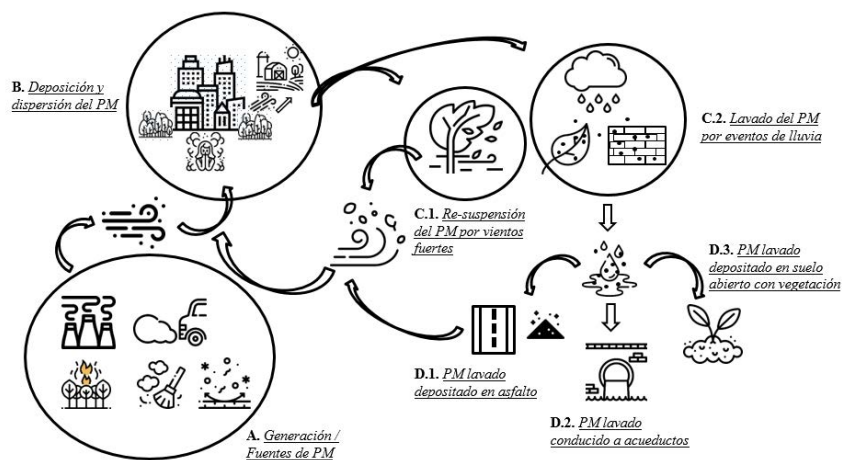 B. Deposición y
dispersión del PM
C.2. Lavado del PM
por eventos de lluvia
C.1. Re-suspensión
del PM por vientos
fuertes
D.3. PM lavado
depositado en suelo
abierto con vegetación
D.1. PM lavado
depositado en asfalto
D.2. PM lavado
conducido a acueductos
A. Generación /
Fuentes de PM